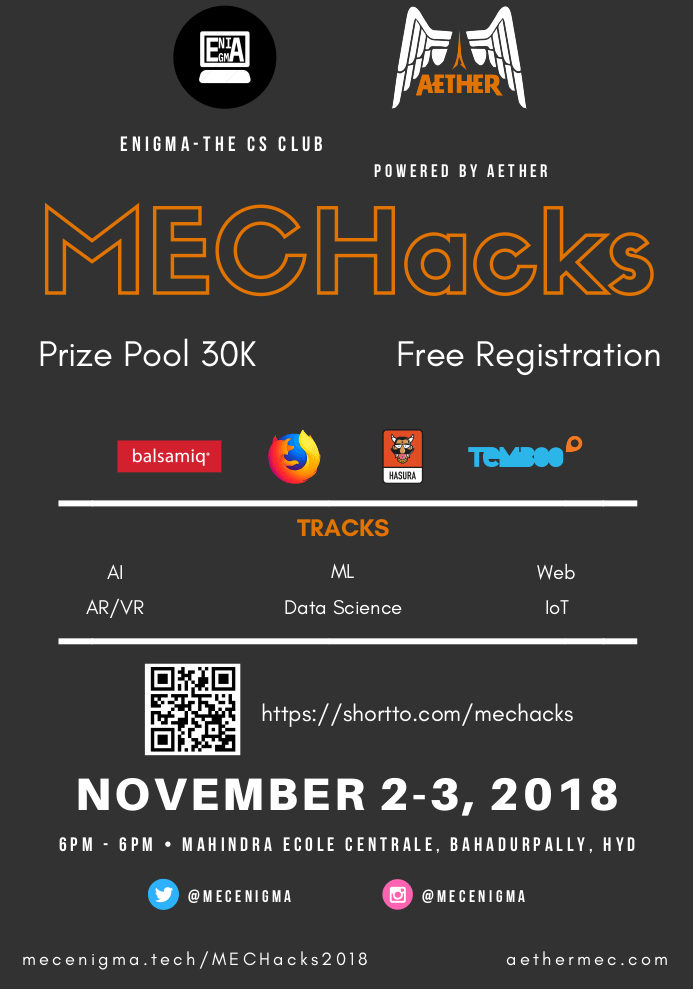 ENIGMA
AETHER
ENIGMA-THE CS CLUB
POWERED BY AETHER
MECHacks
Prize Pool 30K Free Registration
balsamiq®
HASURA
TEMBOO
TRACKS
AI ML Web
AR/VR Data Science IoT
https://shortto.com/mechacks
NOVEMBER 2-3, 2018
6PM - 6PM • MAHINDRA ECOLE CENTRALE, BAHADURPALLY, HYD
@MECENIGMA @MECENIGMA
mecenigma.tech/MECHacks2018 aethermec.com